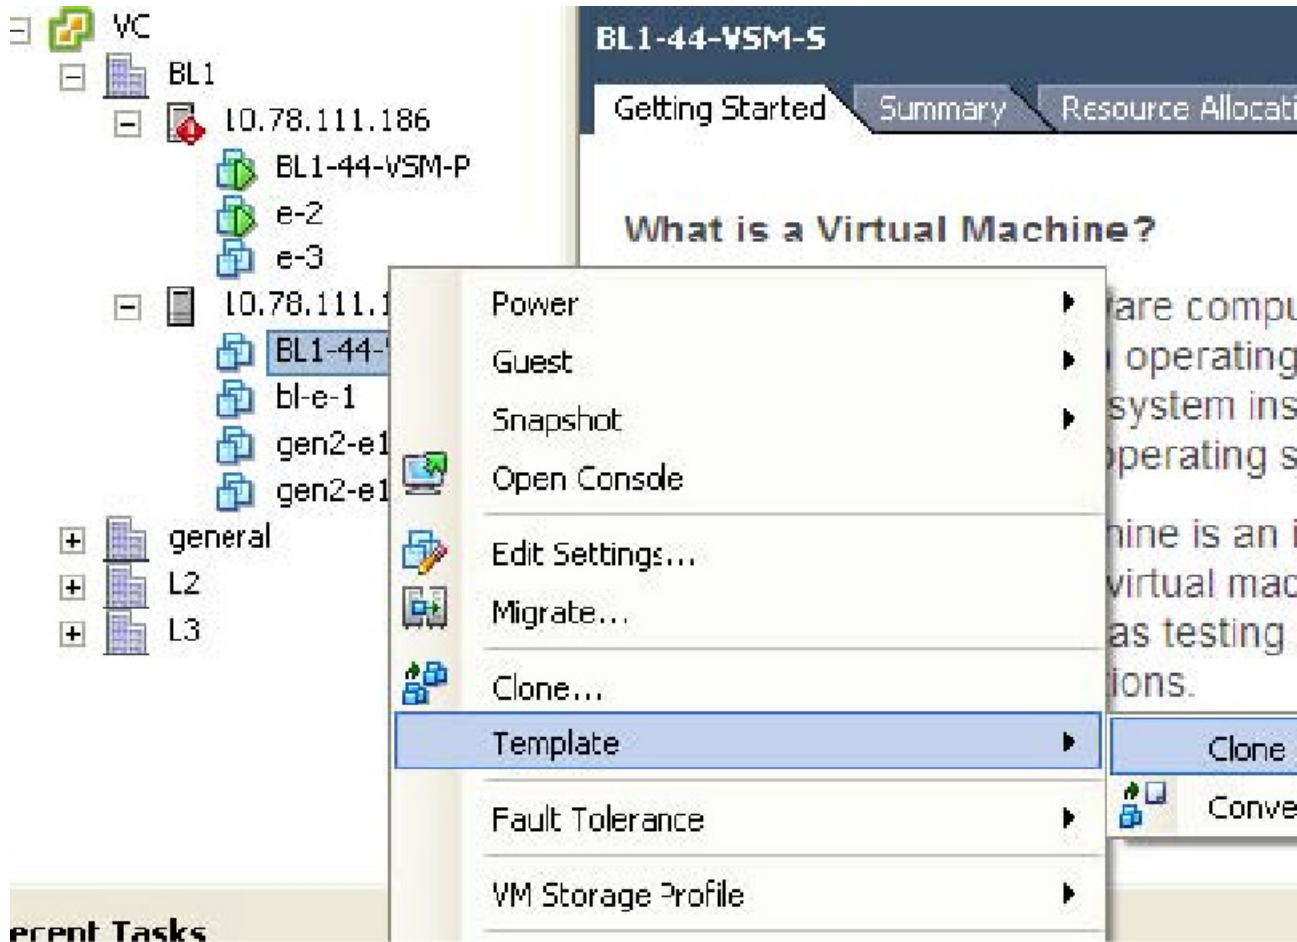 VC
BL1
10.78.111.186
BL1-44-VSM-P
e-2
e-3
10.78.111.1
BL1-44-
bl-e-1
gen2-e1
gen2-e1
general
L2
L3
ecent Tasks
BL1-44-VSM-S
Getting Started Summary Resource Allocati
What is a Virtual Machine?
are compu
operating
system ins
operating s
hine is an i
virtual mac
as testing
ions.
Power
Guest
Snapshot
Open Console
Edit Settings...
Migrate...
Clone...
Template
Fault Tolerance
VM Storage Profile
Clone
Conve